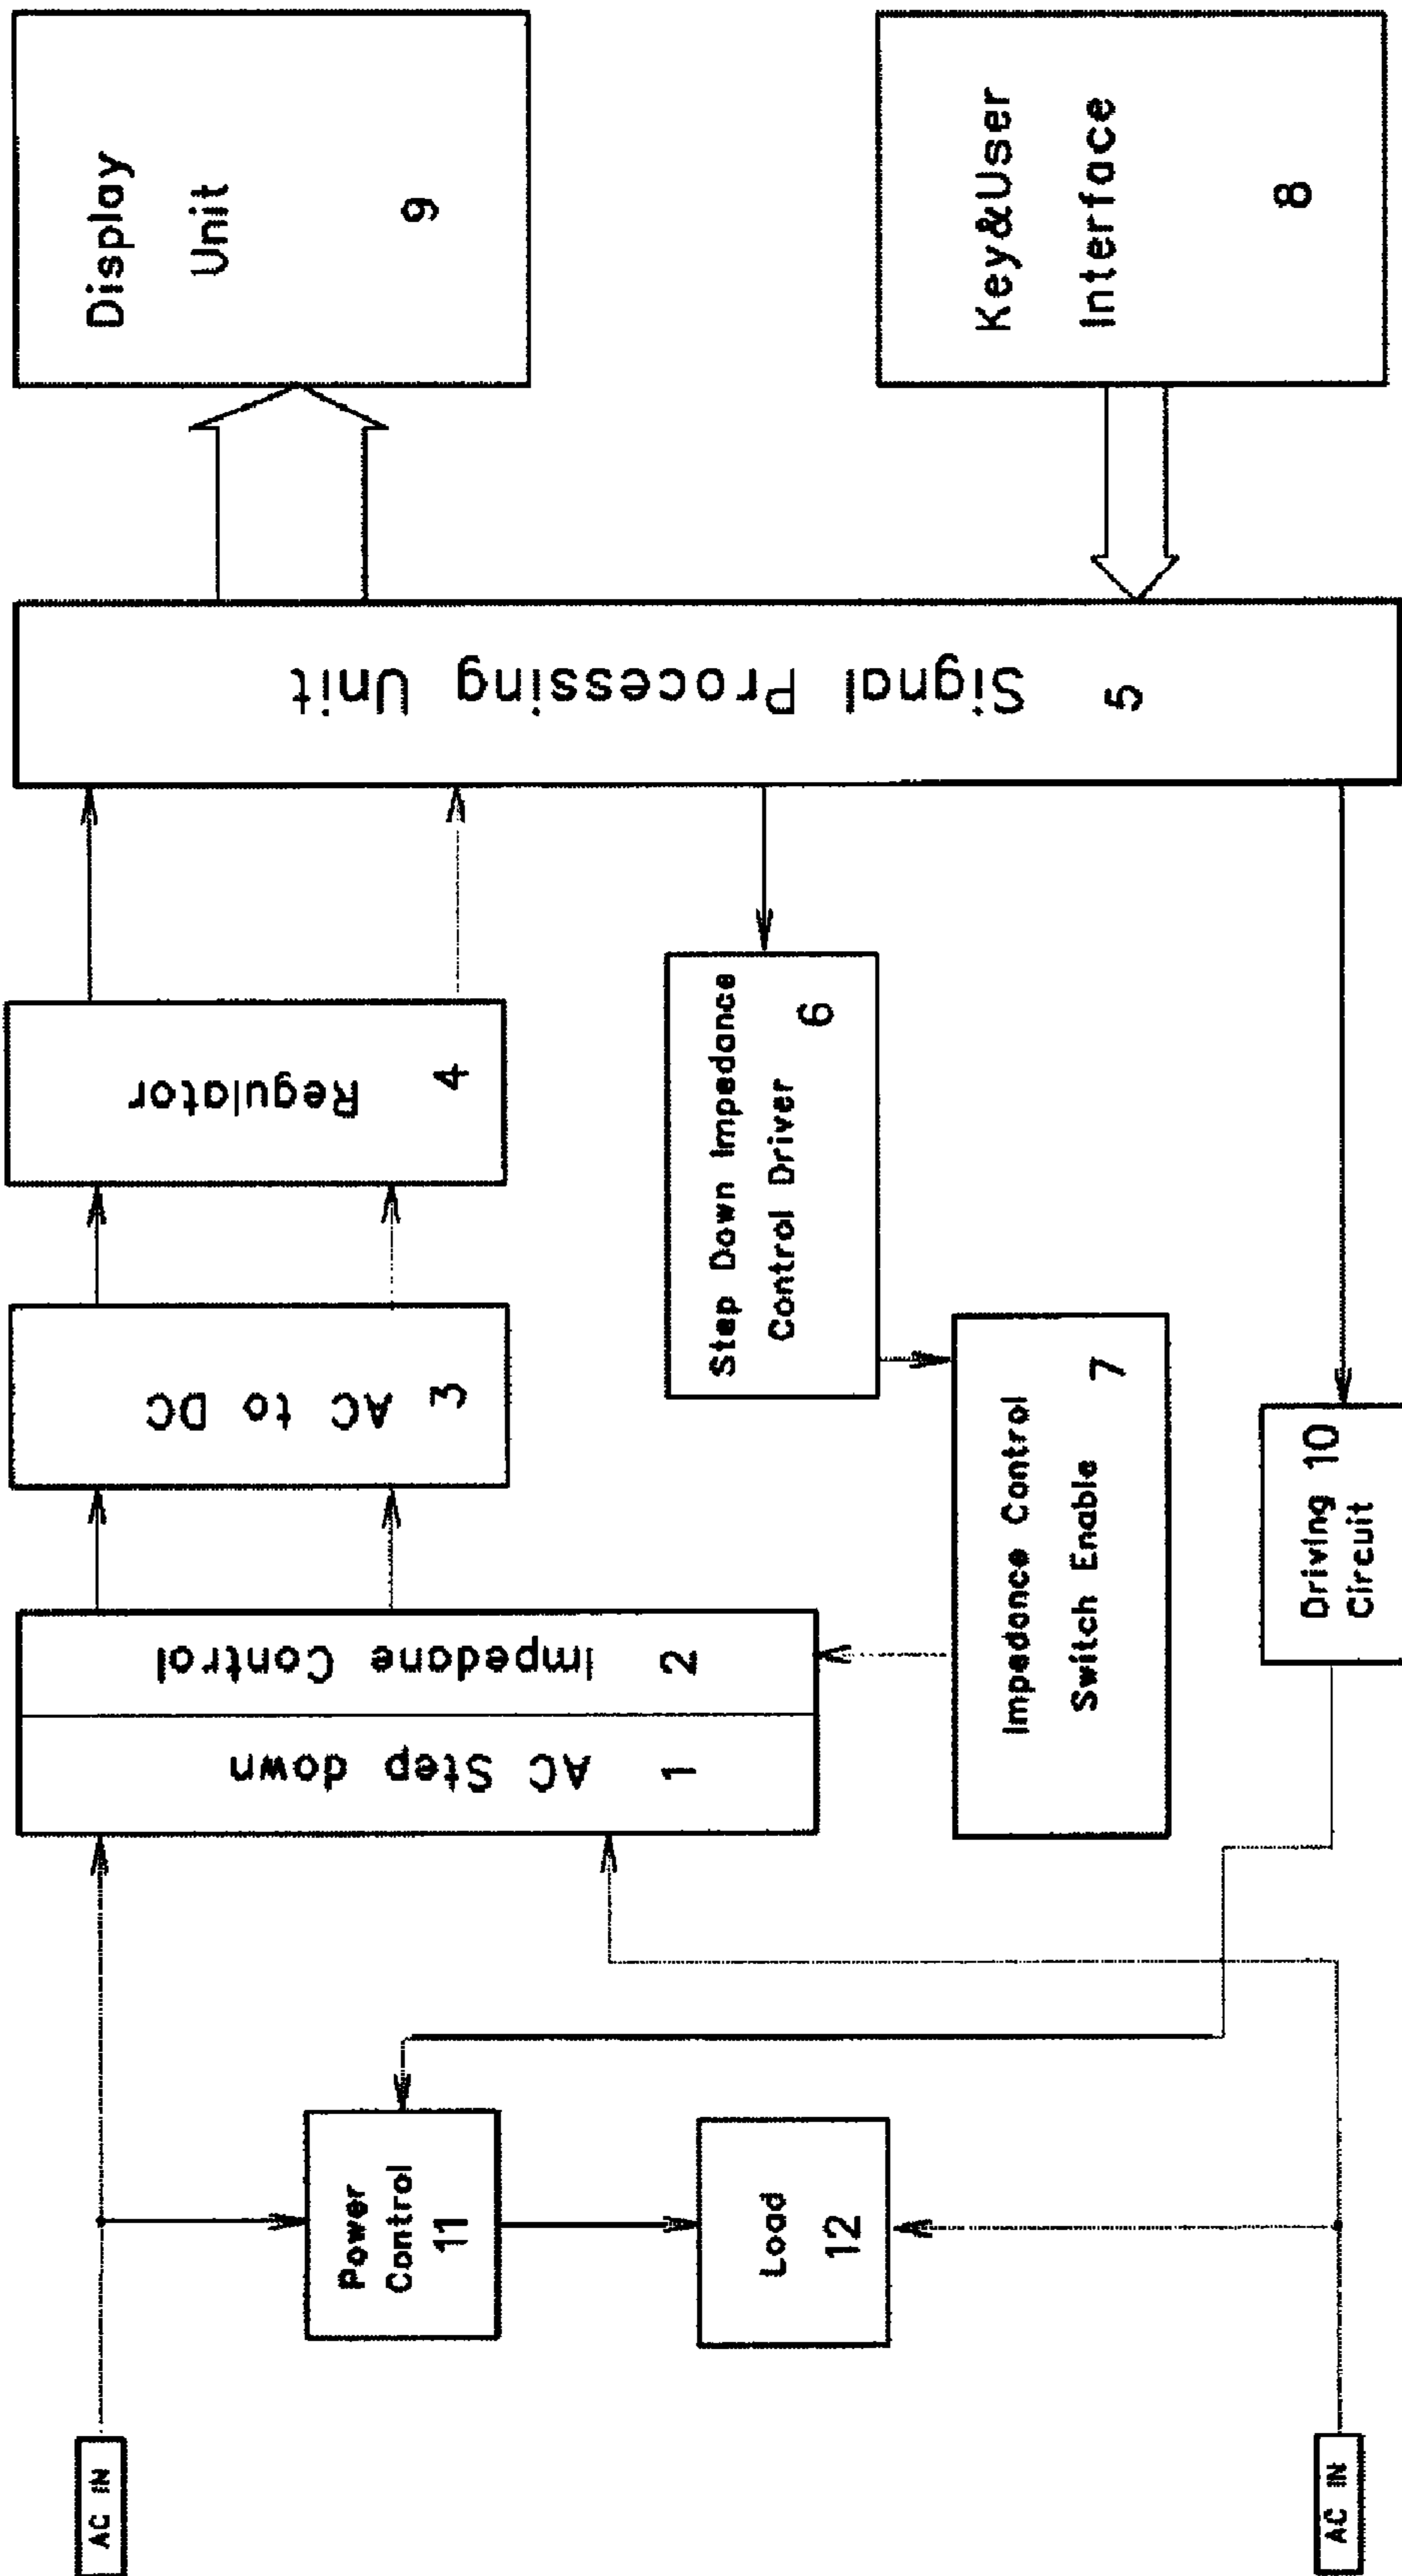 AC IN
AC IN
Power
Control
11
Load
12
AC Step down
1
Impedane Control
2
AC to DC
3
Regulator
4
Signal Processing Unit
5
Step Down Impedance
Control Driver
6
Impedance Control
Switch Enable
7
Driving
Circuit
10
Display
Unit
9
Key&User
Interface
8